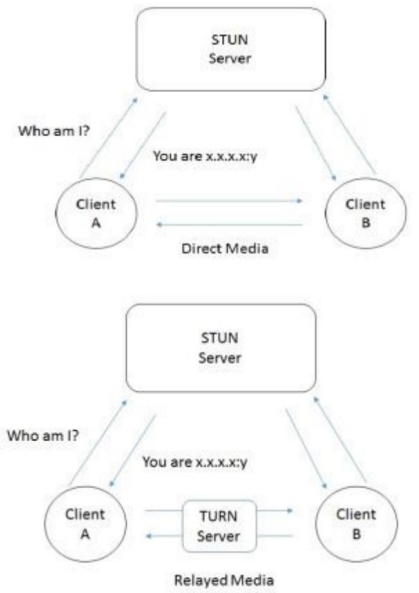 STUN
Server
Who am I?
You are x.x.x.x:y
Client
A
Client
B
Direct Media
STUN
Server
Who am I?
You are x.x.x.x:y
Client
A
TURN
Server
Client
B
Relayed Media